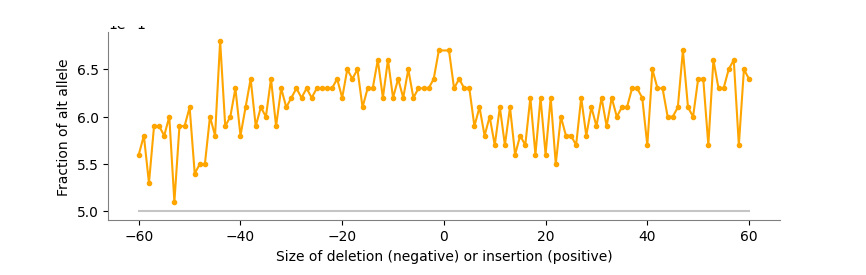 6.5
6.0
5.5
5.0
Fraction of alt allele
−60 −40 −20 0 20 40 60
Size of deletion (negative) or insertion (positive)